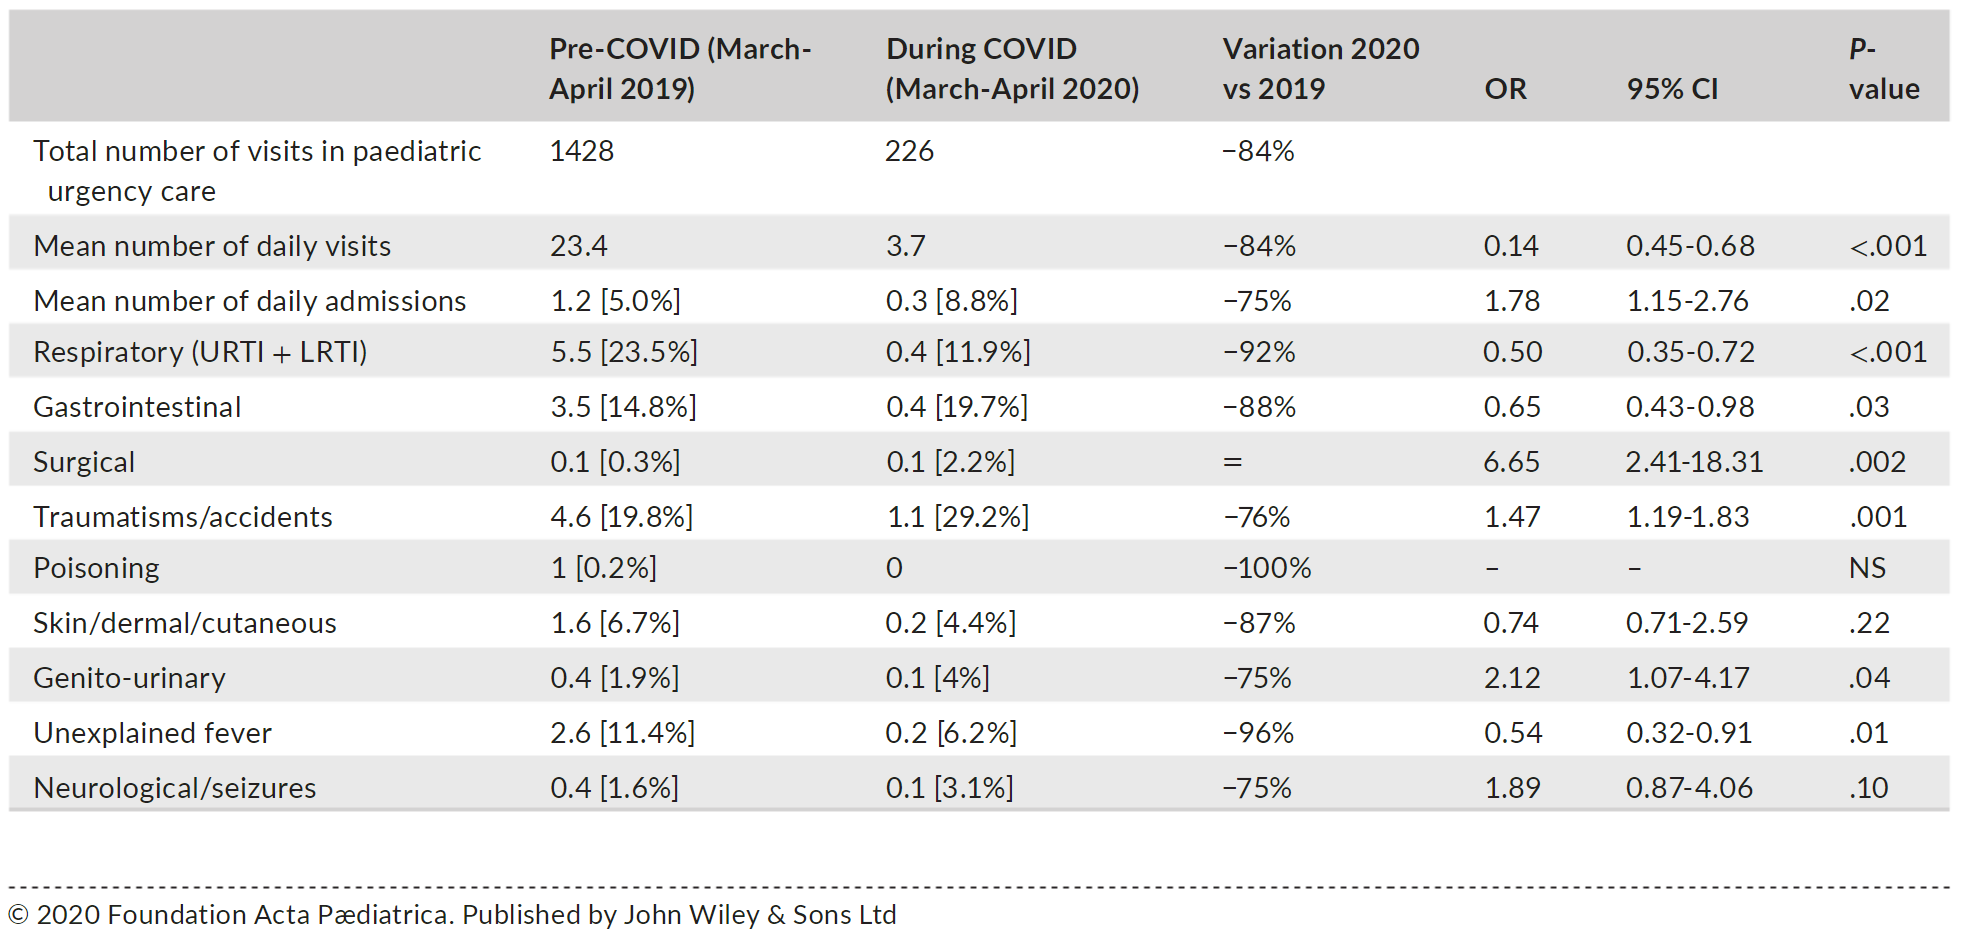 Pre-COVID (March-April 2019) During COVID (March-April 2020) Variation 2020 vs 2019 OR 95% CI P-value
Total number of visits in paediatric urgency care 1428 226 −84%
Mean number of daily visits 23.4 3.7 −84% 0.14 0.45-0.68 <.001
Mean number of daily admissions 1.2 [5.0%] 0.3 [8.8%] −75% 1.78 1.15-2.76 .02
Respiratory (URTI + LRTI) 5.5 [23.5%] 0.4 [11.9%] −92% 0.50 0.35-0.72 <.001
Gastrointestinal 3.5 [14.8%] 0.4 [19.7%] −88% 0.65 0.43-0.98 .03
Surgical 0.1 [0.3%] 0.1 [2.2%] = 6.65 2.41-18.31 .002
Traumatisms/accidents 4.6 [19.8%] 1.1 [29.2%] −76% 1.47 1.19-1.83 .001
Poisoning 1 [0.2%] 0 −100% – – NS
Skin/dermal/cutaneous 1.6 [6.7%] 0.2 [4.4%] −87% 0.74 0.71-2.59 .22
Genito-urinary 0.4 [1.9%] 0.1 [4%] −75% 2.12 1.07-4.17 .04
Unexplained fever 2.6 [11.4%] 0.2 [6.2%] −96% 0.54 0.32-0.91 .01
Neurological/seizures 0.4 [1.6%] 0.1 [3.1%] −75% 1.89 0.87-4.06 .10
© 2020 Foundation Acta Pædiatrica. Published by John Wiley & Sons Ltd